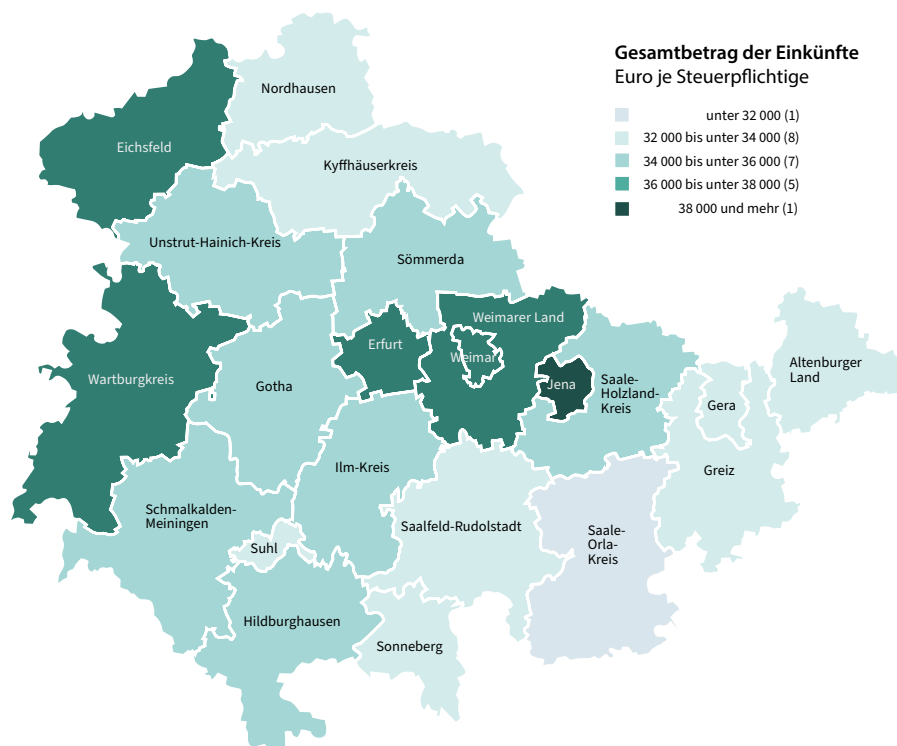 Gesamtbetrag der Einkünfte
Euro je Steuerpflichtige
unter 32 000 (1)
32 000 bis unter 34 000 (8)
34 000 bis unter 36 000 (7)
36 000 bis unter 38 000 (5)
38 000 und mehr (1)
Nordhausen
Eichsfeld
Kyffhäuserkreis
Unstrut-Hainich-Kreis
Sömmerda
Weimarer Land
Erfurt
Weimar
Wartburgkreis
Gotha
Jena
Saale-
Holzland-
Kreis
Altenburger
Land
Gera
Greiz
Ilm-Kreis
Schmalkalden-
Meiningen
Saalfeld-Rudolstadt
Saale-
Orla-
Kreis
Suhl
Hildburghausen
Sonneberg